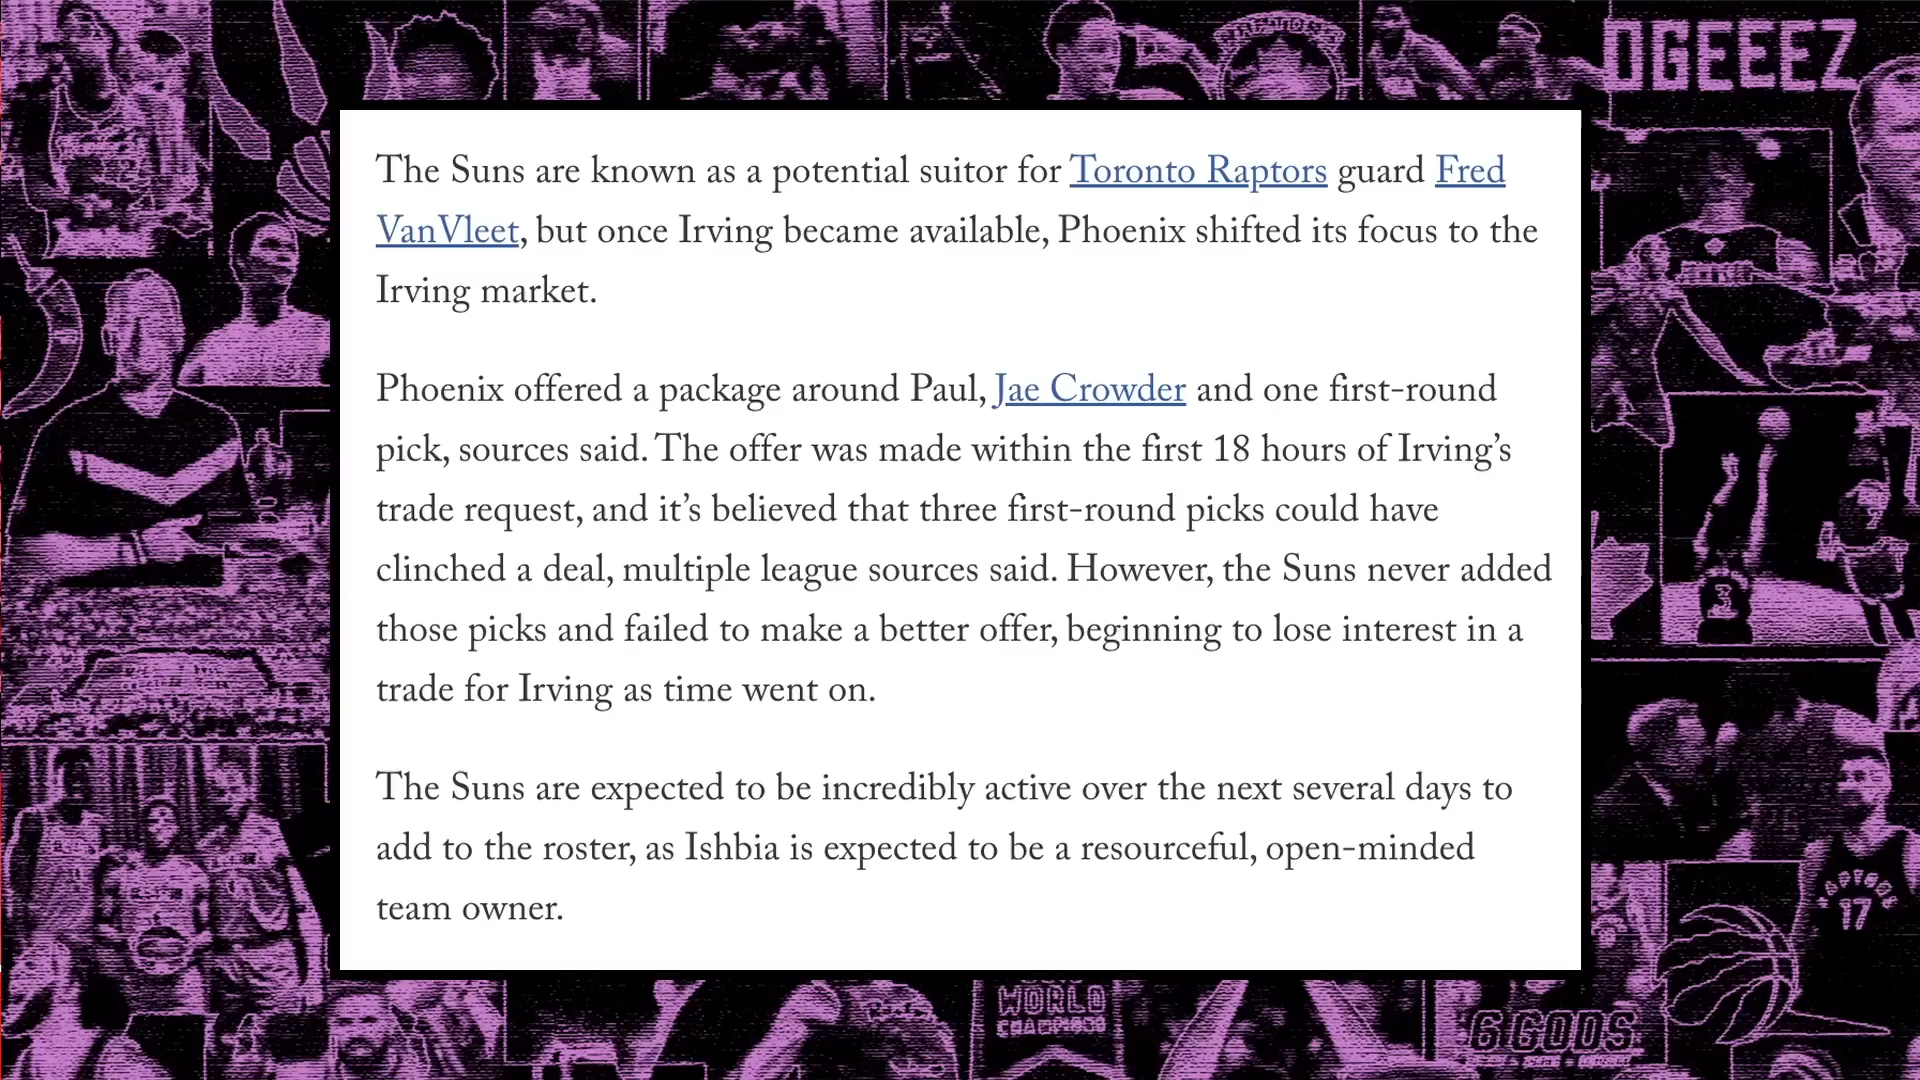 DGEEEZ
The Suns are known as a potential suitor for Toronto Raptors guard Fred
VanVleet, but once Irving became available, Phoenix shifted its focus to the
Irving market.
Phoenix offered a package around Paul, Jae Crowder and one first-round
pick, sources said. The offer was made within the first 18 hours of Irving’s
trade request, and it’s believed that three first-round picks could have
clinched a deal, multiple league sources said. However, the Suns never added
those picks and failed to make a better offer, beginning to lose interest in a
trade for Irving as time went on.
The Suns are expected to be incredibly active over the next several days to
add to the roster, as Ishbia is expected to be a resourceful, open-minded
team owner.
3
17
WORLD
CHAMPIONS
6 GODS